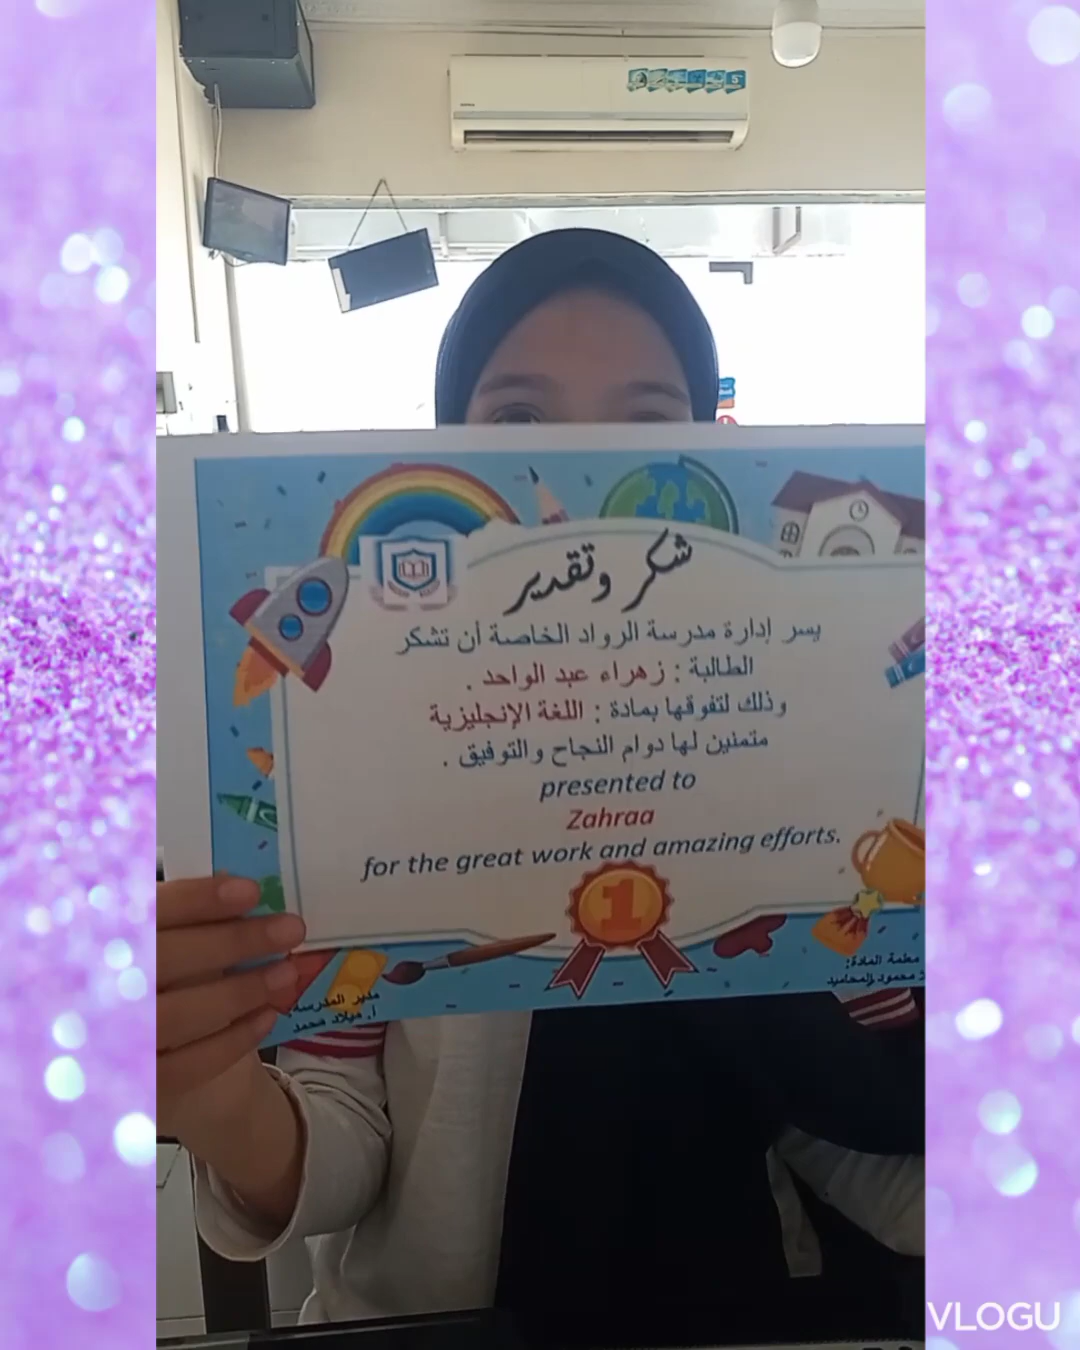 شكر وتقدير
يسر إدارة مدرسة الرواد الخاصة أن تشكر
الطالبة : زهراء عبد الواحد .
وذلك لتفوقها بمادة : اللغة الإنجليزية
متمنين لها دوام النجاح والتوفيق .
presented to
Zahraa
for the great work and amazing efforts.
1
معلمة المادة:
محمود المحاميد
مدير المدرسة:
أ. ميلاد محمد
VLOGU